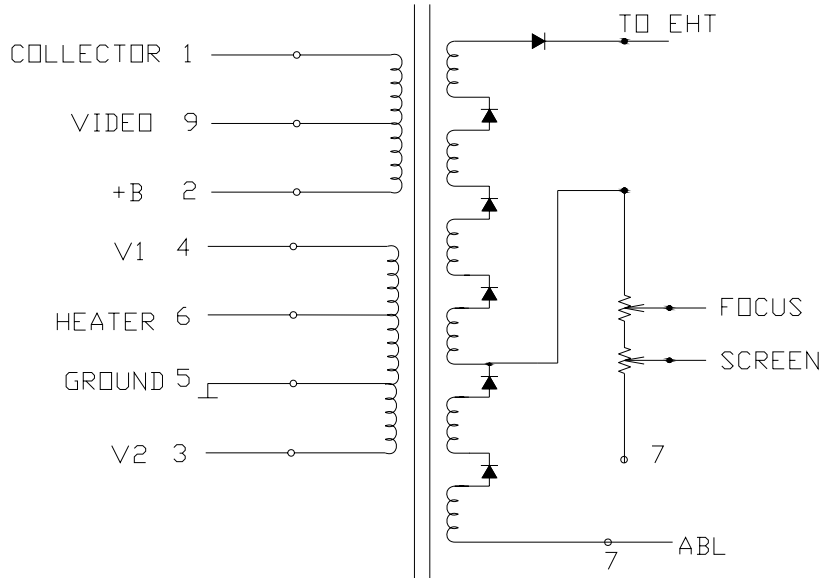 TO EHT
COLLECTOR 1
VIDEO 9
+B 2
V1 4
HEATER 6
GROUND 5
V2 3
FOCUS
SCREEN
7
ABL
7